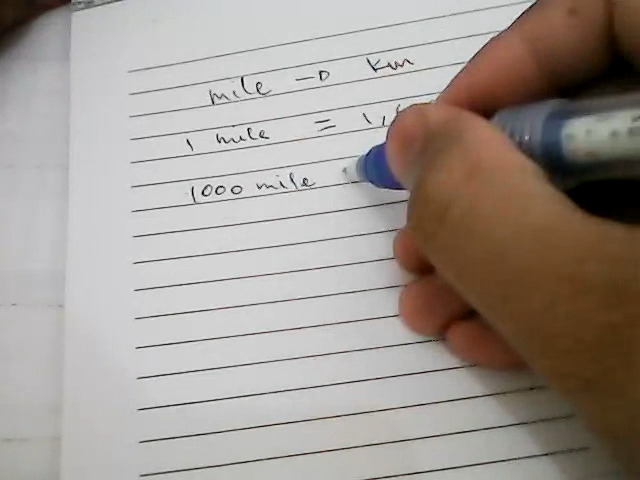 mile → km
1 mile = 1,
1000 mile